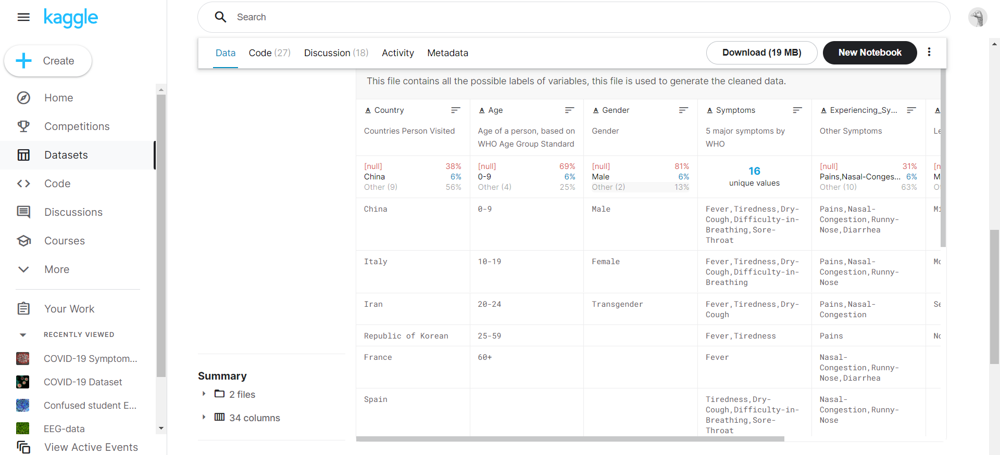 kaggle
Search
Create
Home
Competitions
Datasets
Code
Discussions
Courses
More
Your Work
RECENTLY VIEWED
COVID-19 Symptom...
COVID-19 Dataset
Confused student E...
EEG-data
View Active Events
Data Code (27) Discussion (18) Activity Metadata
Download (19 MB)
New Notebook
Summary
2 files
34 columns
This file contains all the possible labels of variables, this file is used to generate the cleaned data.
A Country A Age A Gender A Symptoms A Experiencing_Sy... A
Countries Person Visited
Age of a person, based on
WHO Age Group Standard
Gender
5 major symptoms by
WHO
Other Symptoms
Le
[null] 38%
China 6%
Other (9) 56%
[null] 69%
0-9 6%
Other (4) 25%
[null] 81%
Male 6%
Other (2) 13%
16
unique values
[null] 31%
Pains,Nasal-Conges... 6%
Other (10) 63%
[n
M
O
China
0-9
Male
Fever,Tiredness,Dry-
Cough,Difficulty-in-
Breathing,Sore-
Throat
Pains,Nasal-
Congestion,Runny-
Nose,Diarrhea
Mi
Italy
10-19
Female
Fever,Tiredness,Dry-
Cough,Difficulty-in-
Breathing
Pains,Nasal-
Congestion,Runny-
Nose
Mo
Iran
20-24
Transgender
Fever,Tiredness,Dry-
Cough
Pains,Nasal-
Congestion
Se
Republic of Korean
25-59
Fever,Tiredness
Pains
No
France
60+
Fever
Nasal-
Congestion,Runny-
Nose,Diarrhea
Spain
Tiredness,Dry-
Cough,Difficulty-in-
Breathing,Sore-
Throat
Nasal-
Congestion,Runny-
Nose